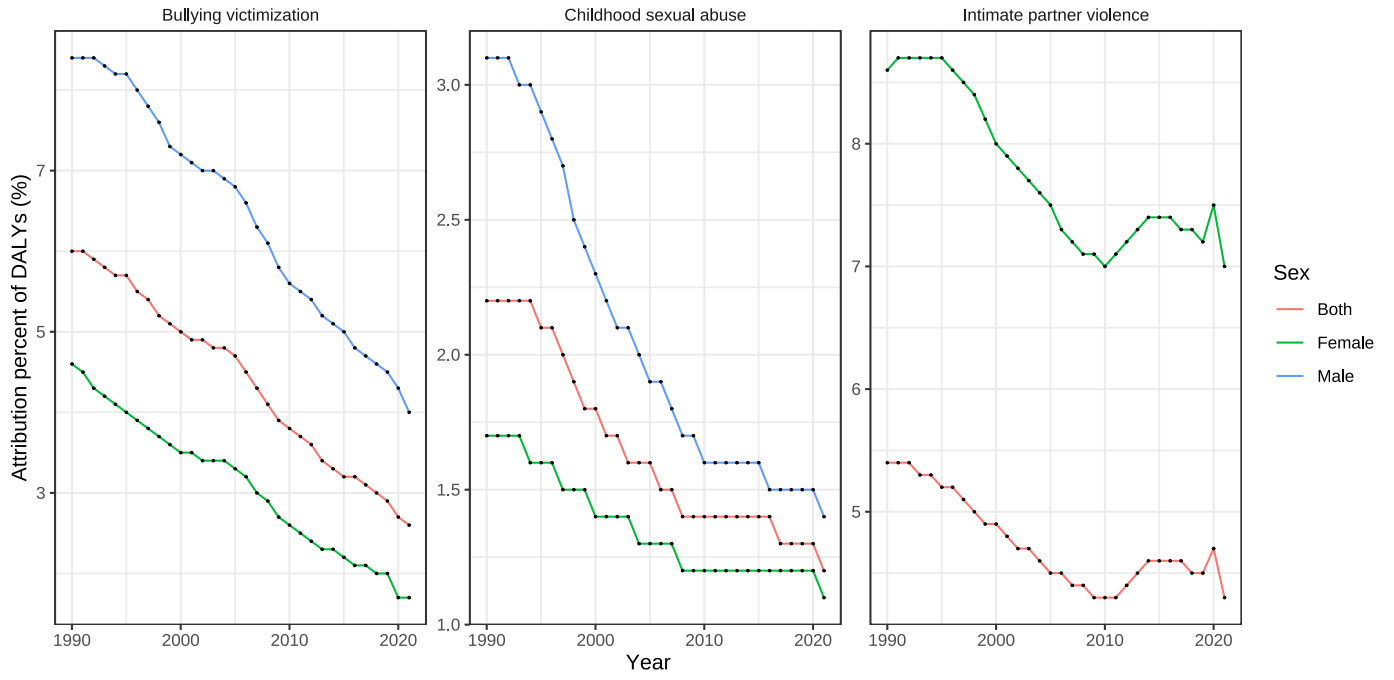 Bullying victimization
Childhood sexual abuse
Intimate partner violence
Attribution percent of DALYs (%)
7
5
3
3.0
2.5
2.0
1.5
1.0
8
7
6
5
1990 2000 2010 2020
1990 2000 2010 2020
1990 2000 2010 2020
Year
Sex
Both
Female
Male